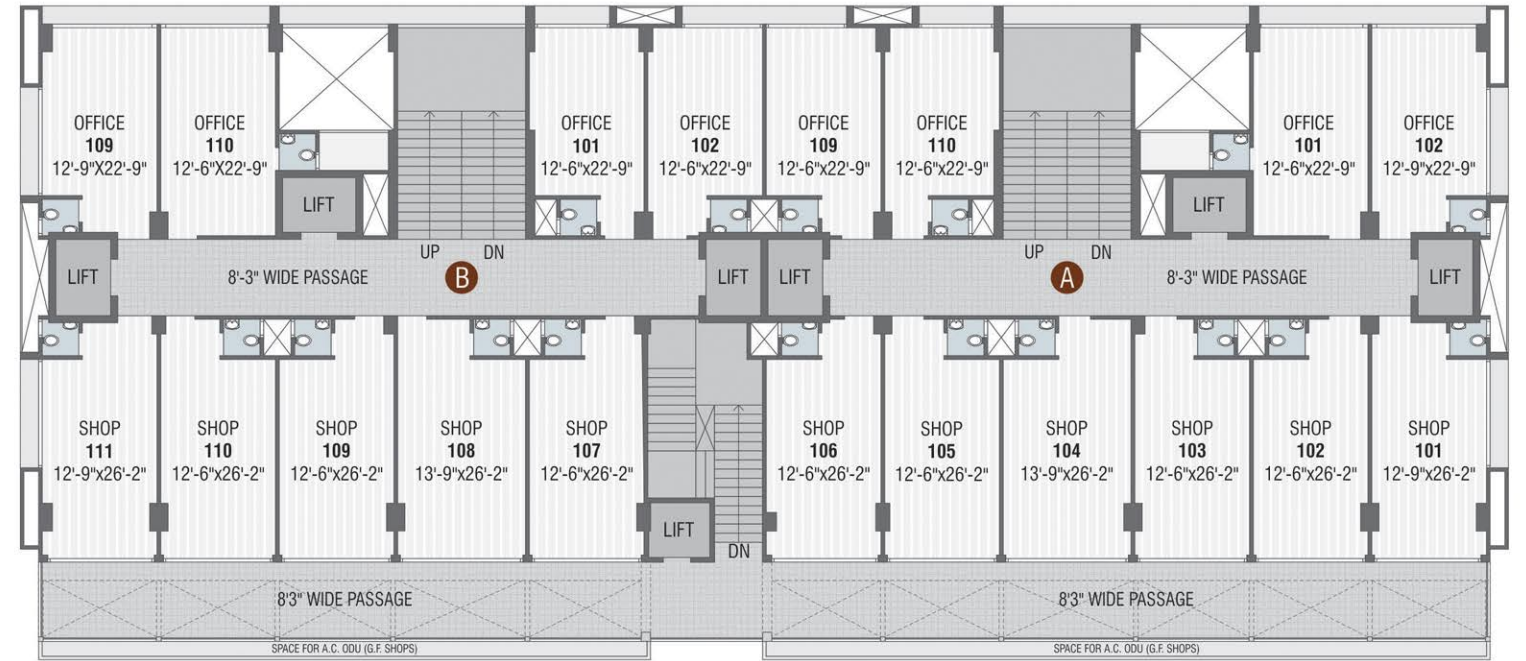 OFFICE
109
12'-9"X22'-9"
OFFICE
110
12'-6"X22'-9"
OFFICE
101
12'-6"x22'-9"
OFFICE
102
12'-6"x22'-9"
OFFICE
109
12'-6"x22'-9"
OFFICE
110
12'-6"x22'-9"
OFFICE
101
12'-6"x22'-9"
OFFICE
102
12'-9"x22'-9"
LIFT
LIFT
UP DN
UP DN
LIFT
8'-3" WIDE PASSAGE
B
LIFT
LIFT
A
8'-3" WIDE PASSAGE
LIFT
SHOP
111
12'-9"x26'-2"
SHOP
110
12'-6"x26'-2"
SHOP
109
12'-6"x26'-2"
SHOP
108
13'-9"x26'-2"
SHOP
107
12'-6"x26'-2"
SHOP
106
12'-6"x26'-2"
SHOP
105
12'-6"x26'-2"
SHOP
104
13'-9"x26'-2"
SHOP
103
12'-6"x26'-2"
SHOP
102
12'-6"x26'-2"
SHOP
101
12'-9"x26'-2"
LIFT
DN
8'3" WIDE PASSAGE
8'3" WIDE PASSAGE
SPACE FOR A.C. ODU (G.F. SHOPS)
SPACE FOR A.C. ODU (G.F. SHOPS)